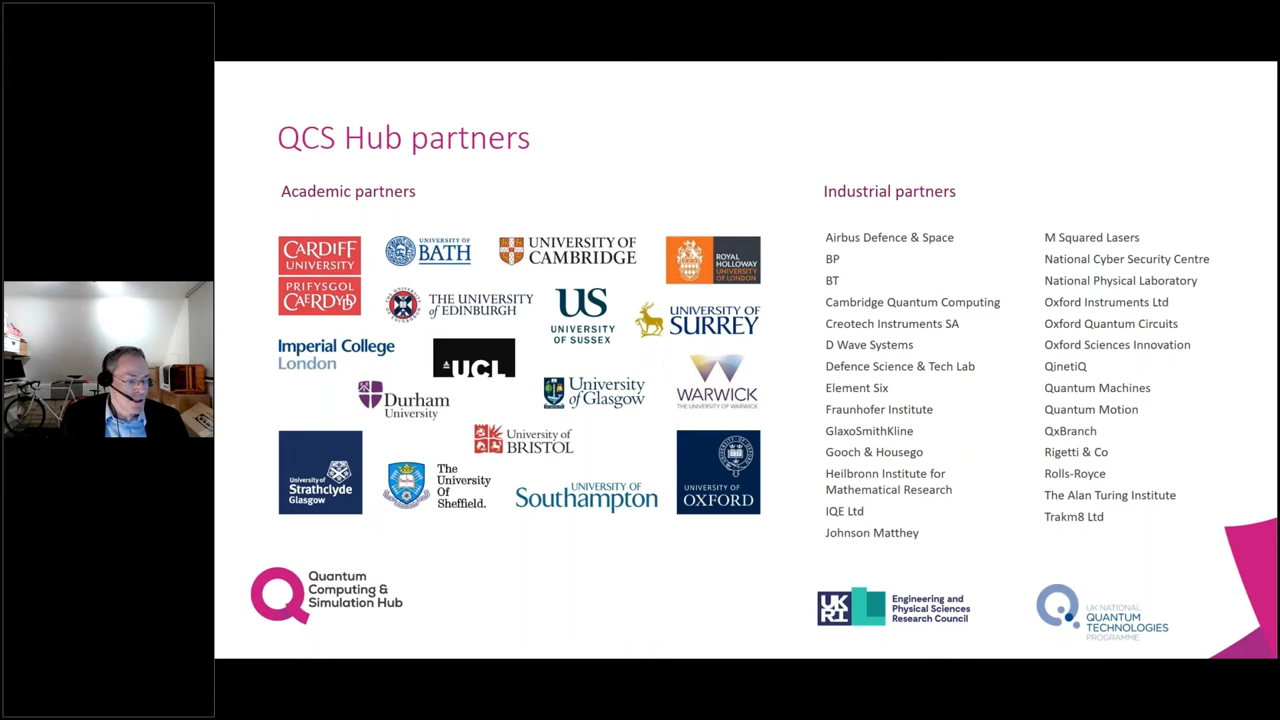 QCS Hub partners
Academic partners
CARDIFF
UNIVERSITY
PRIFYSGOL
CAERDYDD
UNIVERSITY OF
BATH
UNIVERSITY OF
CAMBRIDGE
ROYAL
HOLLOWAY
UNIVERSITY
OF LONDON
THE UNIVERSITY
of EDINBURGH
US
UNIVERSITY
OF SUSSEX
UNIVERSITY OF
SURREY
Imperial College
London
UCL
Durham
University
University
of Glasgow
WARWICK
THE UNIVERSITY OF WARWICK
University of
BRISTOL
University of
Strathclyde
Glasgow
The
University
Of
Sheffield.
UNIVERSITY OF
Southampton
UNIVERSITY OF
OXFORD
Industrial partners
Airbus Defence & Space
BP
BT
Cambridge Quantum Computing
Creotech Instruments SA
D Wave Systems
Defence Science & Tech Lab
Element Six
Fraunhofer Institute
GlaxoSmithKline
Gooch & Housego
Heilbronn Institute for
Mathematical Research
IQE Ltd
Johnson Matthey
M Squared Lasers
National Cyber Security Centre
National Physical Laboratory
Oxford Instruments Ltd
Oxford Quantum Circuits
Oxford Sciences Innovation
QinetiQ
Quantum Machines
Quantum Motion
QxBranch
Rigetti & Co
Rolls-Royce
The Alan Turing Institute
Trakm8 Ltd
Quantum
Computing &
Simulation Hub
UK
RI
Engineering and
Physical Sciences
Research Council
UK NATIONAL
QUANTUM
TECHNOLOGIES
PROGRAMME